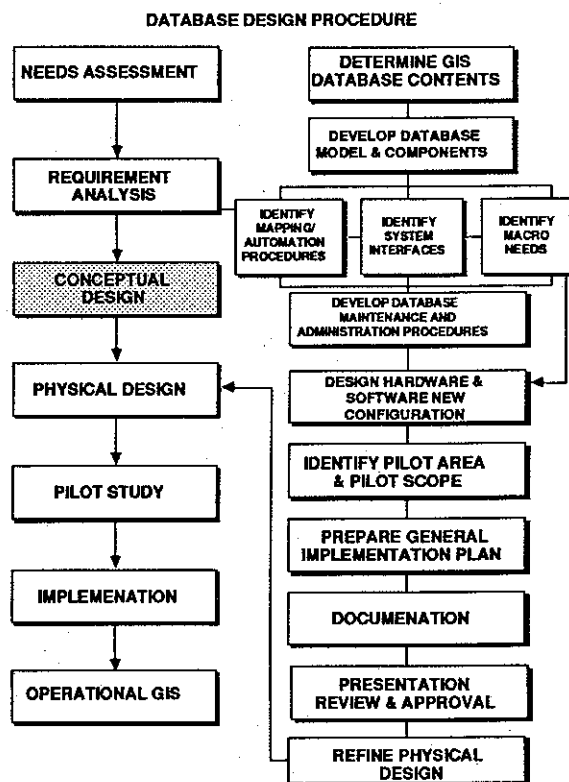 DATABASE DESIGN PROCEDURE
NEEDS ASSESSMENT
REQUIREMENT
ANALYSIS
CONCEPTUAL
DESIGN
PHYSICAL DESIGN
PILOT STUDY
IMPLEMENATION
OPERATIONAL GIS
DETERMINE GIS
DATABASE CONTENTS
DEVELOP DATABASE
MODEL & COMPONENTS
IDENTIFY
MAPPING/
AUTOMATION
PROCEDURES
IDENTIFY
SYSTEM
INTERFACES
IDENTIFY
MACRO
NEEDS
DEVELOP DATABASE
MAINTENANCE AND
ADMINISTRATION PROCEDURES
DESIGN HARDWARE &
SOFTWARE NEW
CONFIGURATION
IDENTIFY PILOT AREA
& PILOT SCOPE
PREPARE GENERAL
IMPLEMENTATION PLAN
DOCUMENATION
PRESENTATION
REVIEW & APPROVAL
REFINE PHYSICAL
DESIGN